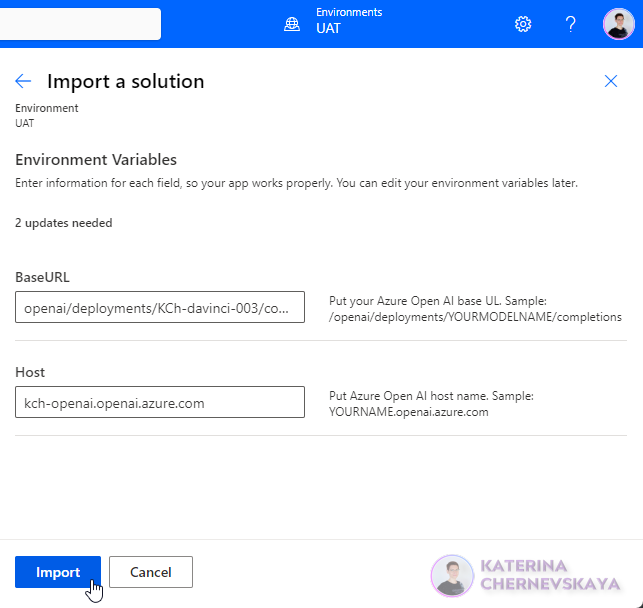 Environments
UAT
Import a solution
Environment
UAT
Environment Variables
Enter information for each field, so your app works properly. You can edit your environment variables later.
2 updates needed
BaseURL
openai/deployments/KCh-davinci-003/co...
Put your Azure Open AI base UL. Sample:
/openai/deployments/YOURMODELNAME/completions
Host
kch-openai.openai.azure.com
Put Azure Open AI host name. Sample:
YOURNAME.openai.azure.com
Import
Cancel
KATERINA
CHERNEVSKAYA